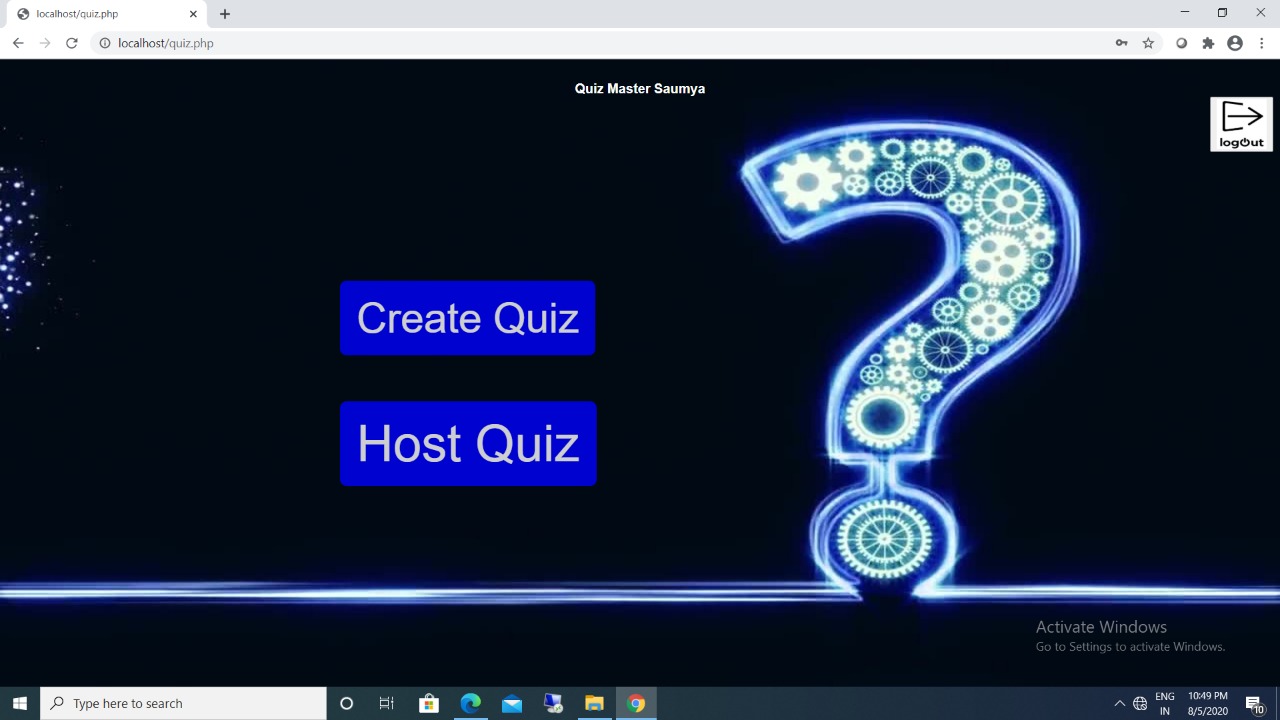 localhost/quiz.php
localhost/quiz.php
Quiz Master Saumya
logOut
Create Quiz
Host Quiz
Activate Windows
Go to Settings to activate Windows.
Type here to search
ENG
IN
10:49 PM
8/5/2020
10